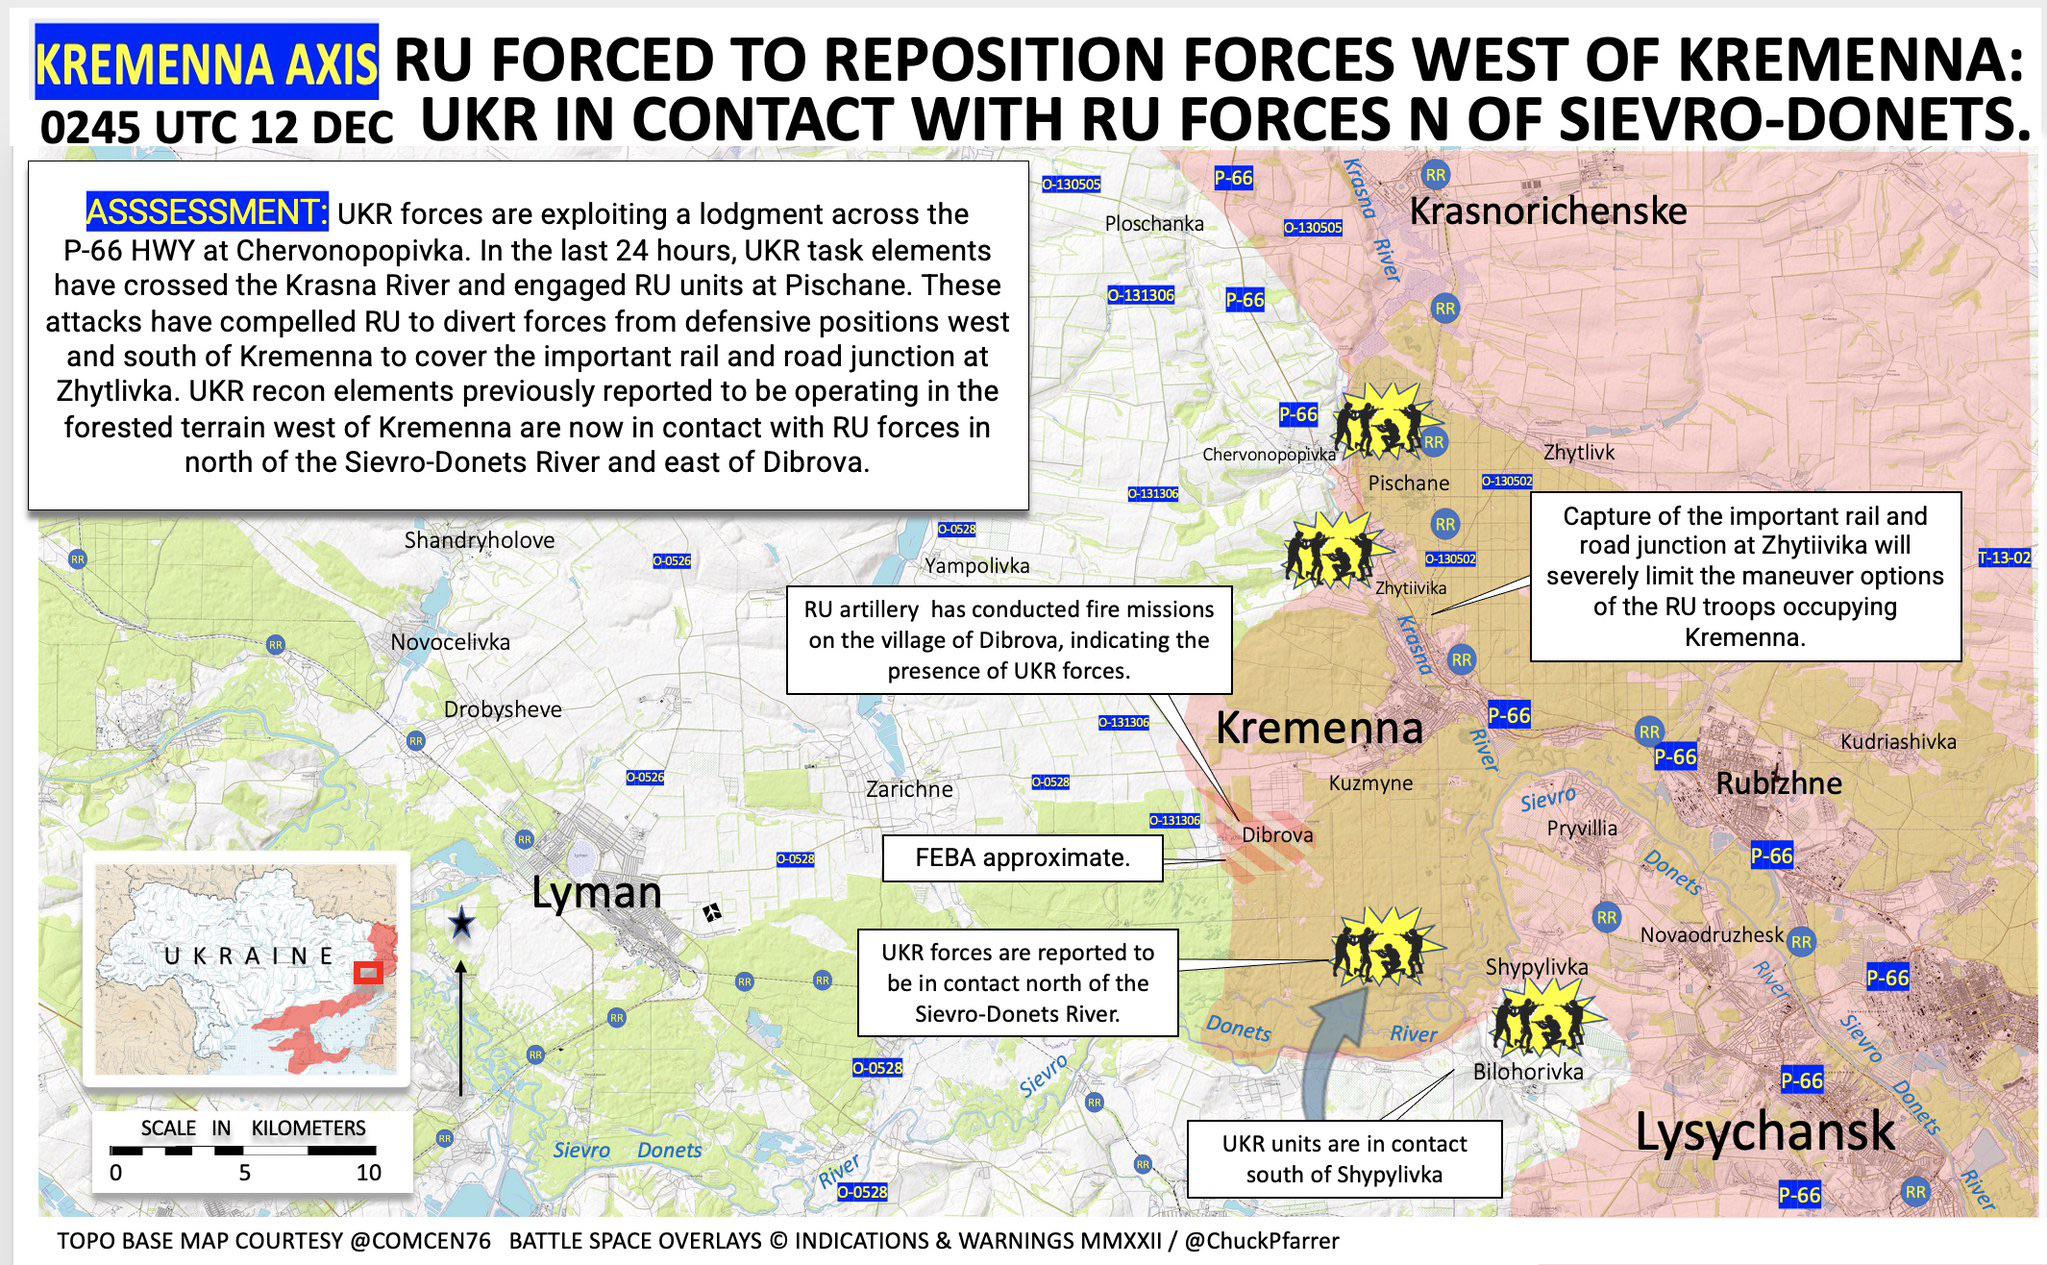 KREMENNA AXIS
RU FORCED TO REPOSITION FORCES WEST OF KREMENNA:
0245 UTC 12 DEC
UKR IN CONTACT WITH RU FORCES N OF SIEVRO-DONETS.
ASSSESSMENT: UKR forces are exploiting a lodgment across the
P-66 HWY at Chervonopopivka. In the last 24 hours, UKR task elements
have crossed the Krasna River and engaged RU units at Pischane. These
attacks have compelled RU to divert forces from defensive positions west
and south of Kremenna to cover the important rail and road junction at
Zhytlivka. UKR recon elements previously reported to be operating in the
forested terrain west of Kremenna are now in contact with RU forces in
north of the Sievro-Donets River and east of Dibrova.
O-130505
P-66
Krasna
River
RR
Krasnorichenske
Ploschanka
O-130505
O-131306
P-66
RR
P-66
RR
Chervonopopivka
Zhytlivk
Pischane
O-130502
O-131306
RR
O-130502
Zhytiivika
Capture of the important rail and
road junction at Zhytiivika will
severely limit the maneuver options
of the RU troops occupying
Kremenna.
T-13-02
Shandryholove
O-0528
RR
O-0526
Yampolivka
RU artillery has conducted fire missions
on the village of Dibrova, indicating the
presence of UKR forces.
RR
Novocelivka
Krasna
RR
Drobysheve
RR
O-131306
Kremenna
P-66
River
RR
P-66
Kudriashivka
O-0526
Zarichne
O-0528
Kuzmyne
Rubizhne
Sievro
O-131306
Dibrova
Pryvillia
RR
O-0528
FEBA approximate.
P-66
Donets
Lyman
RR
Novaodruzhesk
RR
UKR forces are reported to
be in contact north of the
Sievro-Donets River.
Shypylivka
River
P-66
UKRAINE
RR
RR
RR
Donets
River
Sievro
RR
O-0528
Sievro
Bilohorivka
P-66
Donets
RR
SCALE IN KILOMETERS
0
5
10
RR
Sievro
Donets
River
RR
O-0528
UKR units are in contact
south of Shypylivka
Lysychansk
P-66
RR
River
TOPO BASE MAP COURTESY @COMCEN76 BATTLE SPACE OVERLAYS © INDICATIONS & WARNINGS MMXXII / @ChuckPfarrer